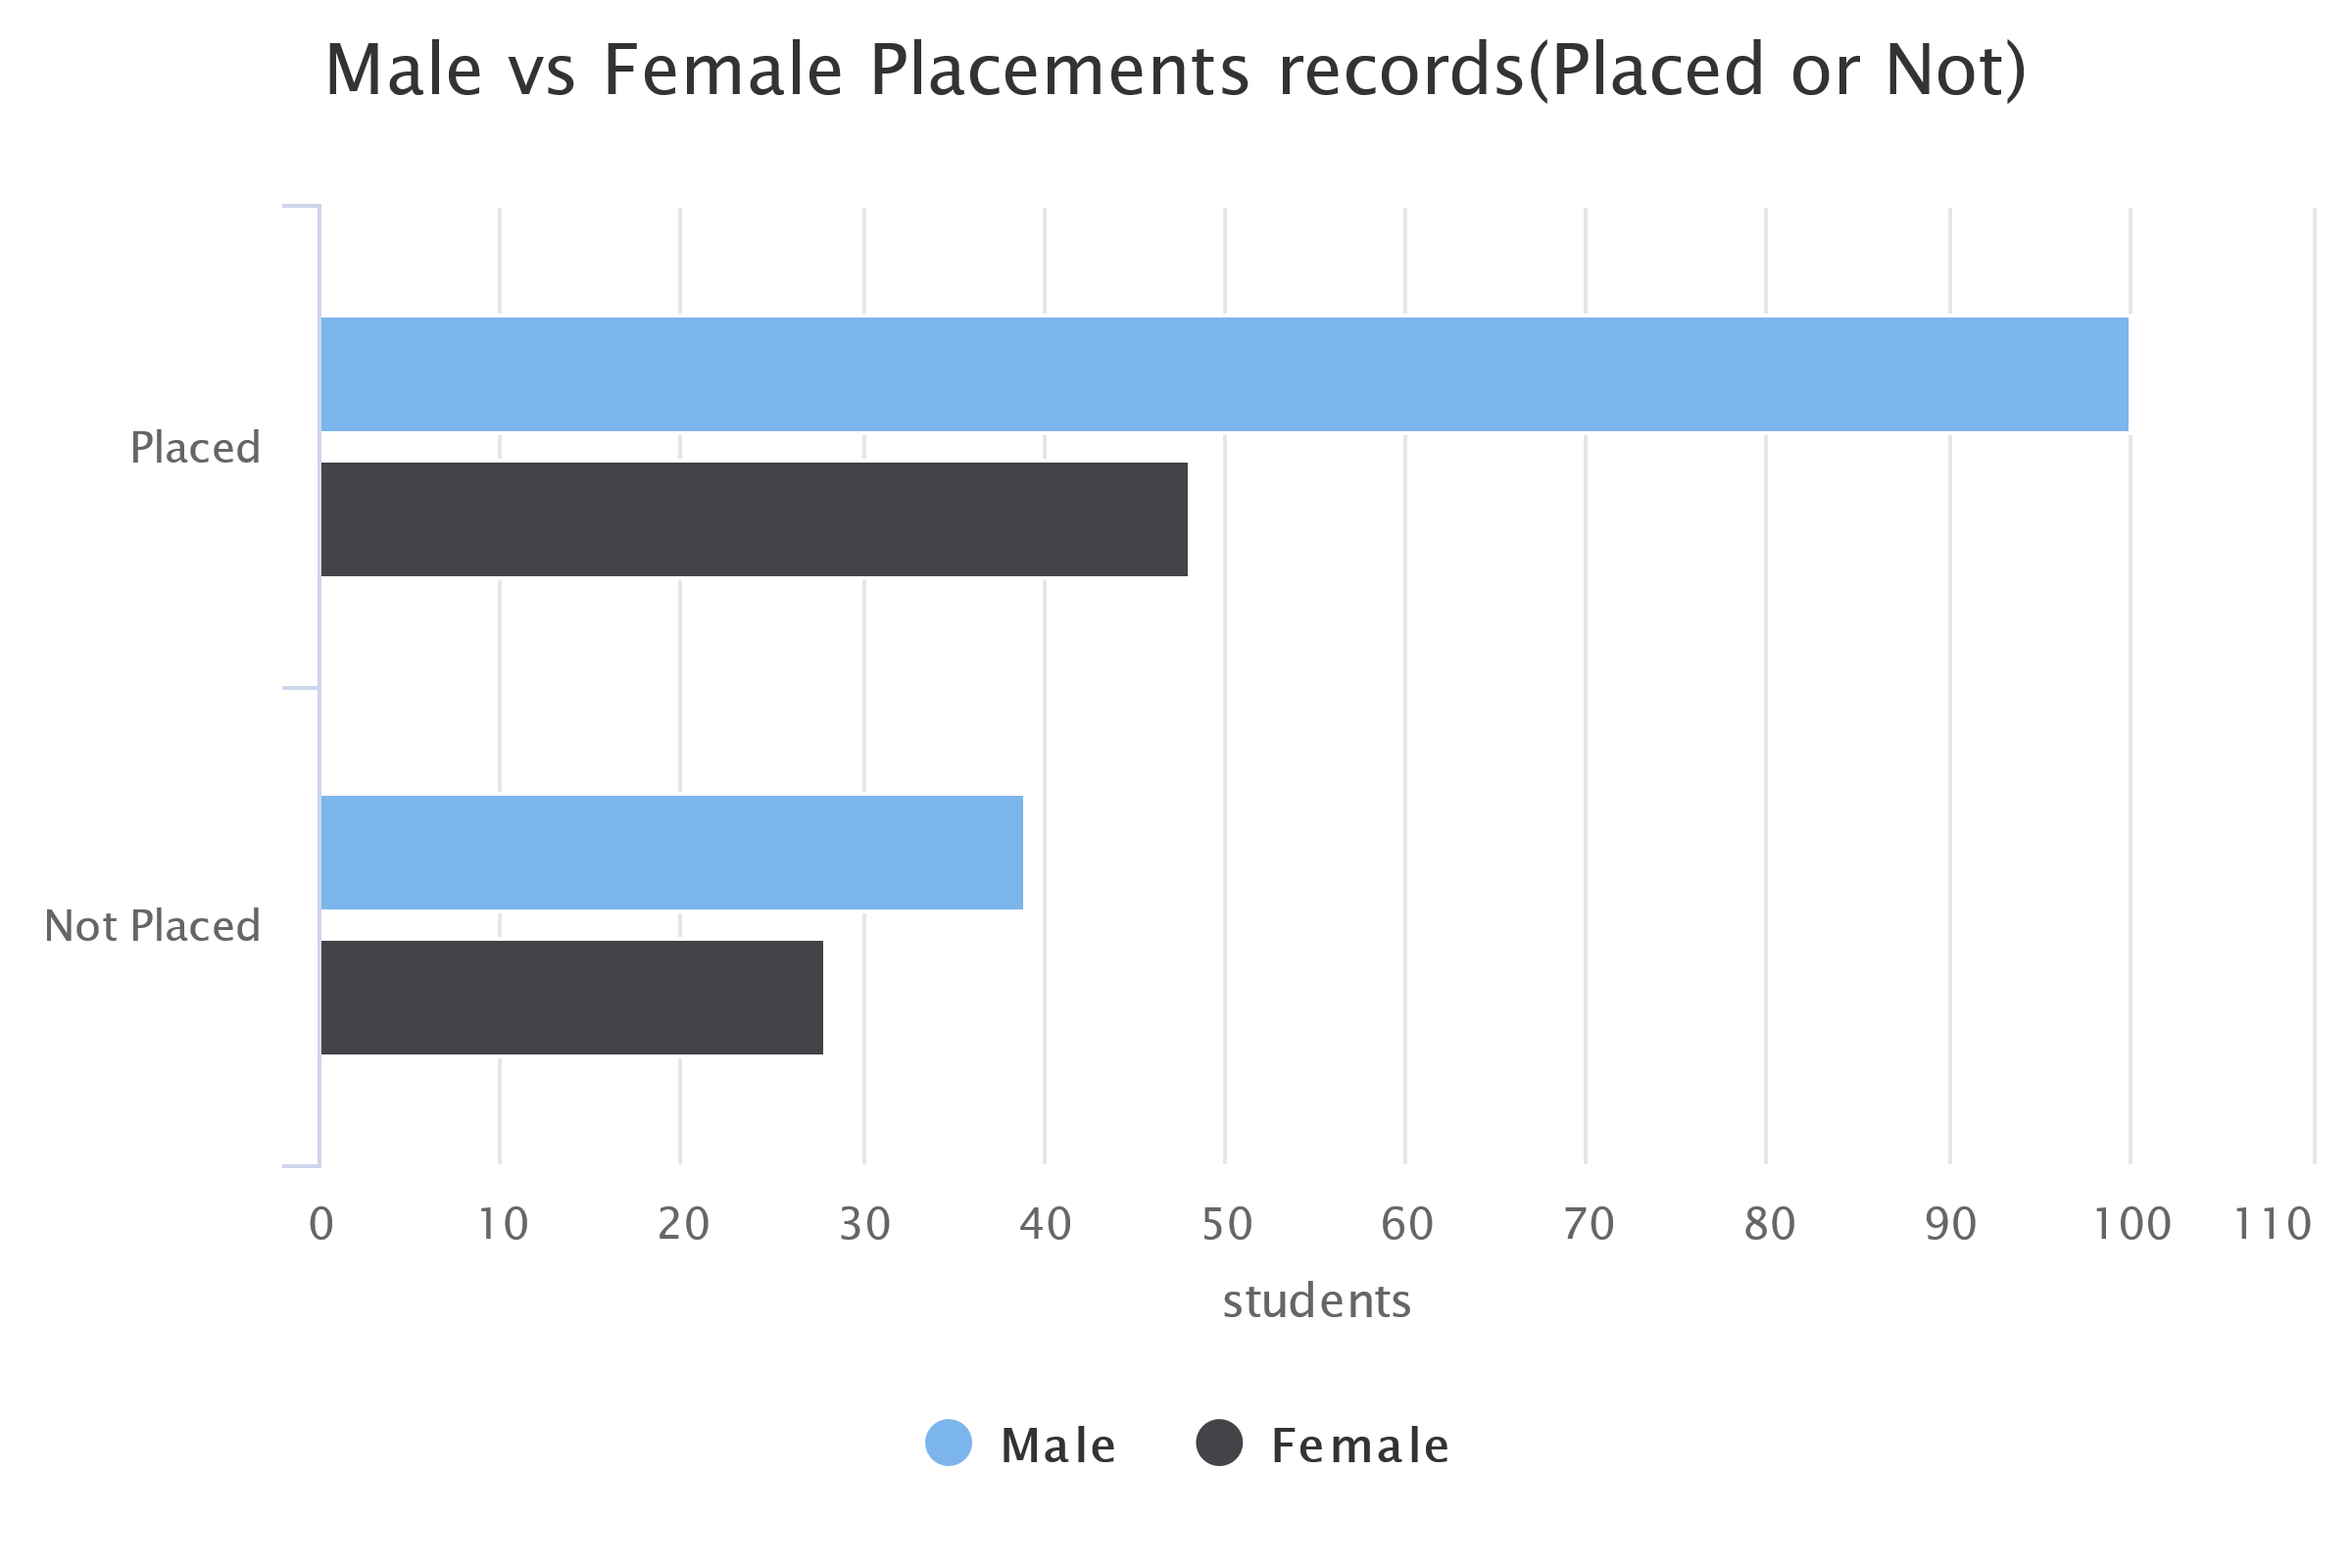 Male vs Female Placements records(Placed or Not)
Placed
Not Placed
0 10 20 30 40 50 60 70 80 90 100 110
students
Male Female